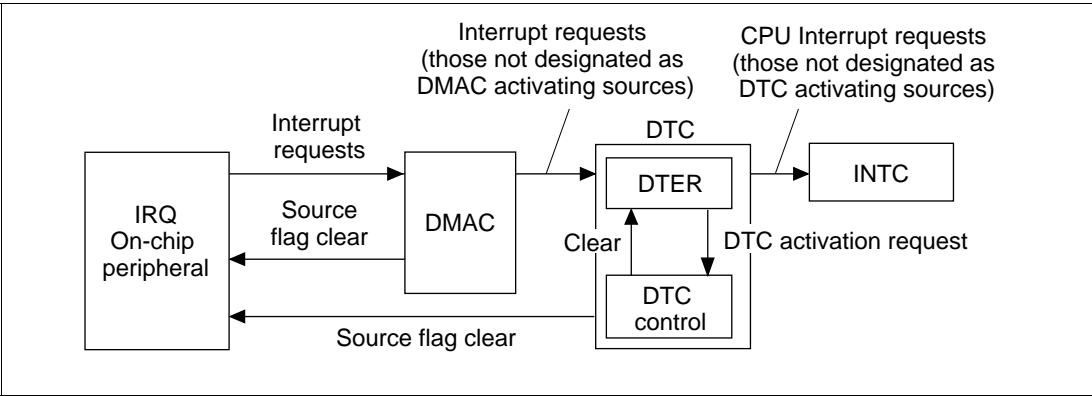 Interrupt requests
(those not designated as
DMAC activating sources)
CPU Interrupt requests
(those not designated as
DTC activating sources)
Interrupt
requests
DTC
IRQ
On-chip
peripheral
DMAC
DTER
INTC
Source
flag clear
Clear
DTC activation request
DTC
control
Source flag clear